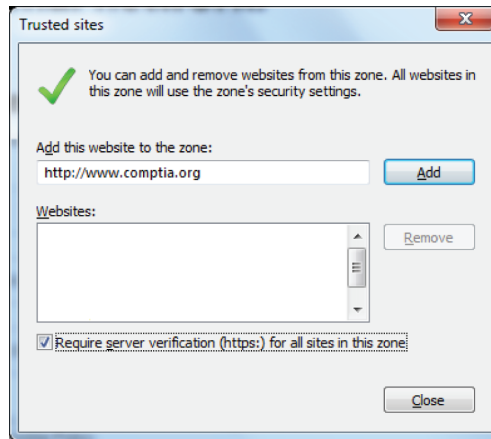 Trusted sites
You can add and remove websites from this zone. All websites in
this zone will use the zone's security settings.
Add this website to the zone:
http://www.comptia.org
Add
Websites:
Remove
Require server verification (https:) for all sites in this zone
Close